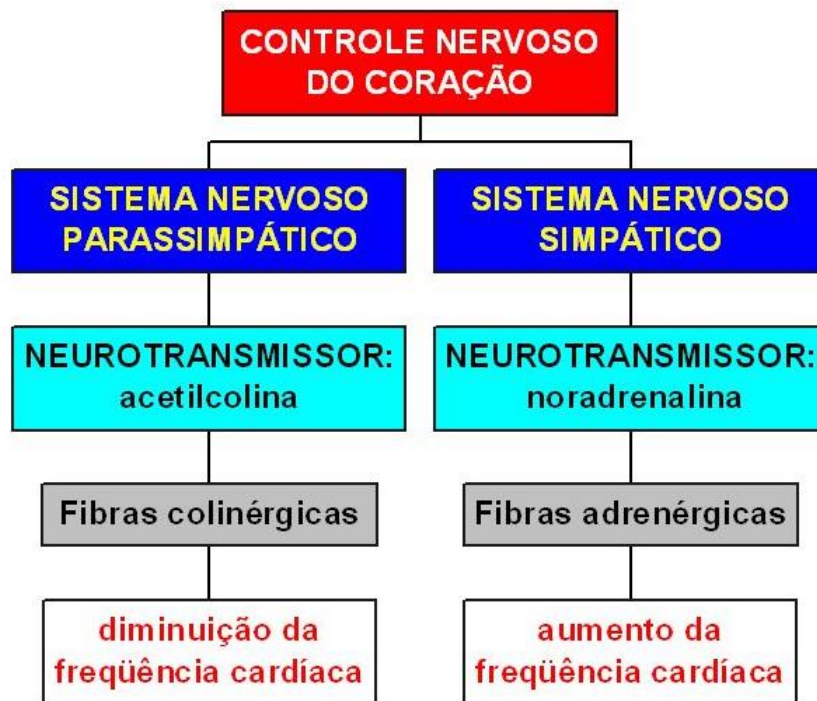 CONTROLE NERVOSO
DO CORAÇÃO
SISTEMA NERVOSO
PARASSIMPÁTICO
SISTEMA NERVOSO
SIMPÁTICO
NEUROTRANSMISSOR:
acetilcolina
NEUROTRANSMISSOR:
noradrenalina
Fibras colinérgicas
Fibras adrenérgicas
diminuição da
freqüência cardíaca
aumento da
freqüência cardíaca